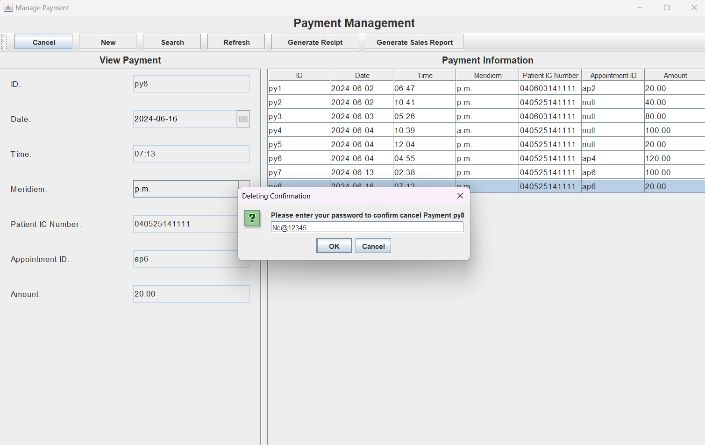 Manage Payment
Payment Management
Cancel New Search Refresh Generate Recipt Generate Sales Report
View Payment
ID. py8
Date. 2024-06-16
Time. 07:13
Meridiem. p.m.
Patient IC Number. 040525141111
Appointment ID. ap6
Amount. 20.00
Payment Information
ID Date Time Meridiem Patient IC Number Appointment ID Amount
py1 2024-06-02 06:47 p.m. 040603141111 ap2 20.00
py2 2024-06-02 10:41 p.m. 040525141111 null 40.00
py3 2024-06-03 05:26 p.m. 040603141111 null 80.00
py4 2024-06-04 10:39 a.m. 040525141111 null 100.00
py5 2024-06-04 12:04 p.m. 040525141111 null 20.00
py6 2024-06-04 04:55 p.m. 040525141111 ap4 120.00
py7 2024-06-13 02:38 p.m. 040525141111 ap6 100.00
py8 2024-06-16 07:13 p.m. 040525141111 ap6 20.00
Deleting Confirmation
Please enter your password to confirm cancel Payment py8
Nc@12345
OK Cancel